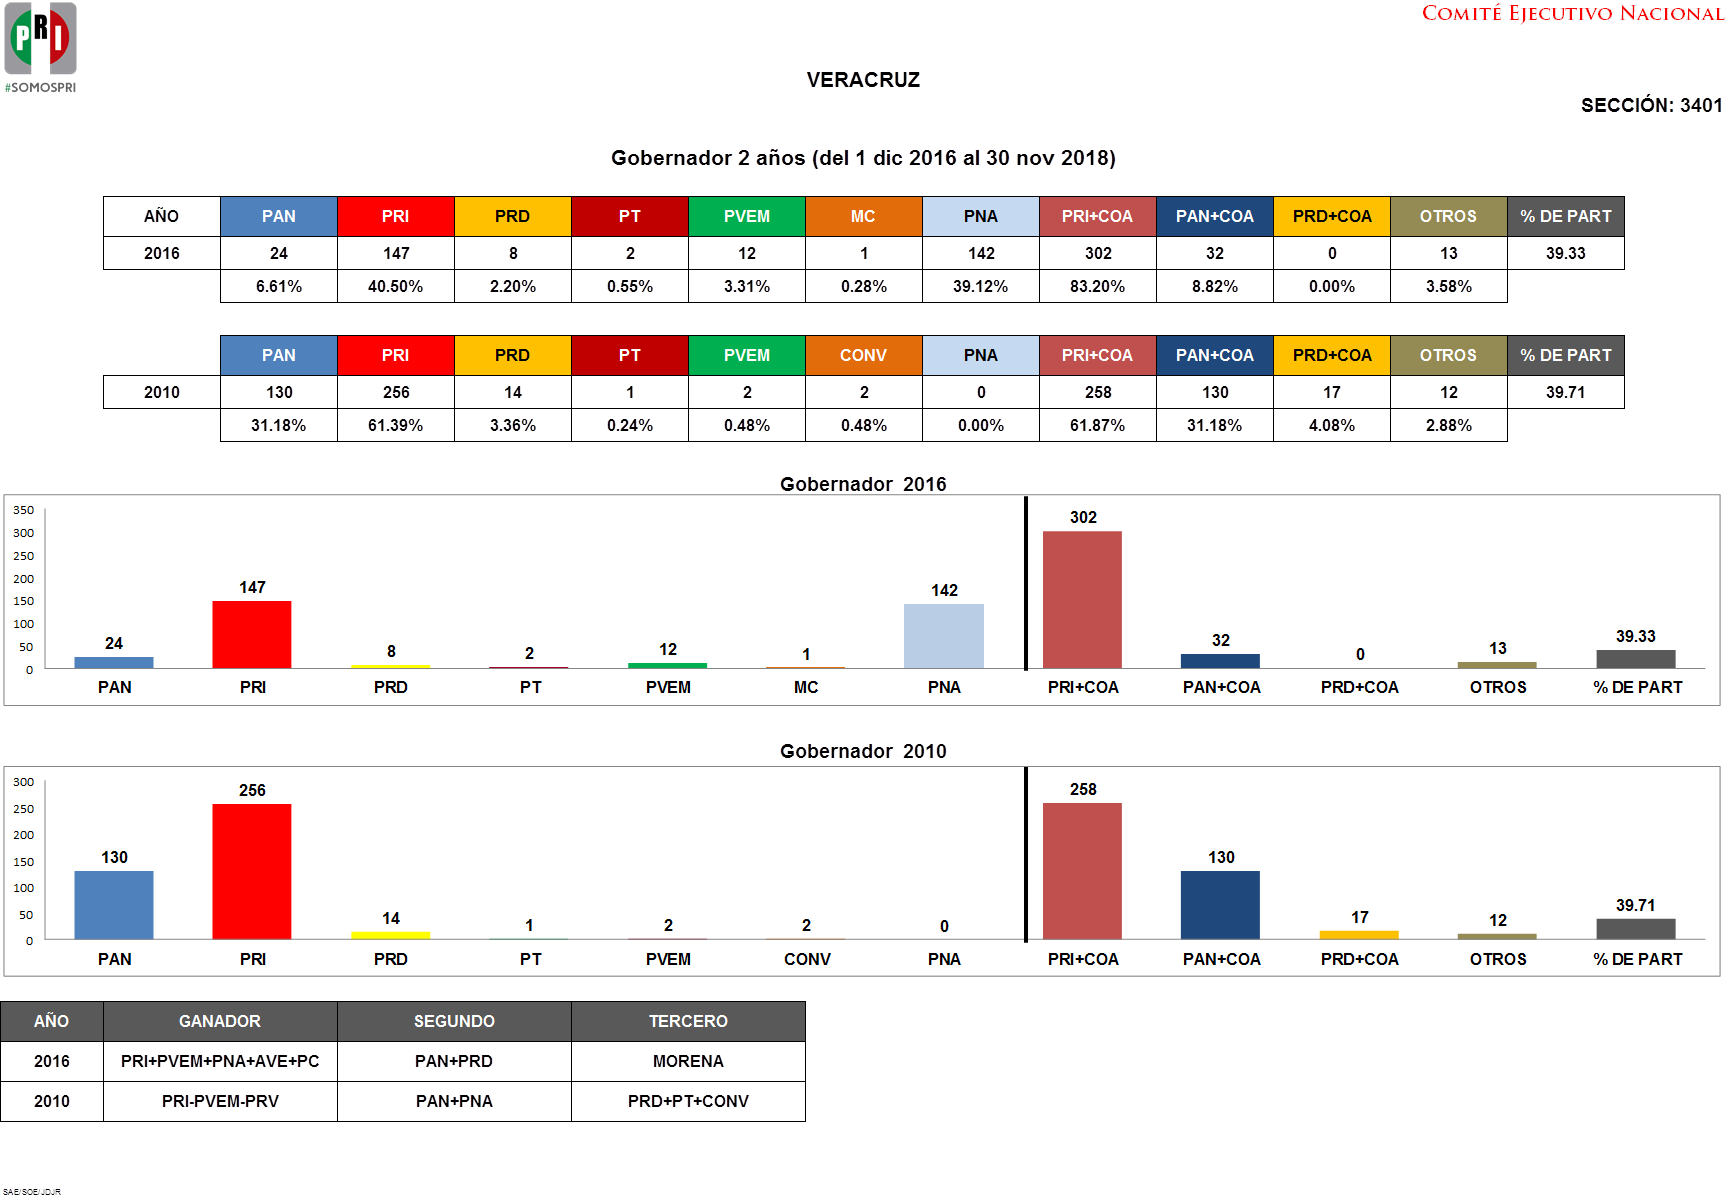 PRI
#SOMOSPRI
COMITÉ EJECUTIVO NACIONAL
VERACRUZ
SECCIÓN: 3401
Gobernador 2 años (del 1 dic 2016 al 30 nov 2018)
AÑO PAN PRI PRD PT PVEM MC PNA PRI+COA PAN+COA PRD+COA OTROS % DE PART
2016 24 147 8 2 12 1 142 302 32 0 13 39.33
6.61% 40.50% 2.20% 0.55% 3.31% 0.28% 39.12% 83.20% 8.82% 0.00% 3.58%
PAN PRI PRD PT PVEM CONV PNA PRI+COA PAN+COA PRD+COA OTROS % DE PART
2010 130 256 14 1 2 2 0 258 130 17 12 39.71
31.18% 61.39% 3.36% 0.24% 0.48% 0.48% 0.00% 61.87% 31.18% 4.08% 2.88%
Gobernador 2016
350
300
250
200
150
100
50
0
24 147 8 2 12 1 142 302 32 0 13 39.33
PAN PRI PRD PT PVEM MC PNA PRI+COA PAN+COA PRD+COA OTROS % DE PART
Gobernador 2010
300
250
200
150
100
50
0
130 256 14 1 2 2 0 258 130 17 12 39.71
PAN PRI PRD PT PVEM CONV PNA PRI+COA PAN+COA PRD+COA OTROS % DE PART
AÑO GANADOR SEGUNDO TERCERO
2016 PRI+PVEM+PNA+AVE+PC PAN+PRD MORENA
2010 PRI-PVEM-PRV PAN+PNA PRD+PT+CONV
SAE/SOE/JDJR